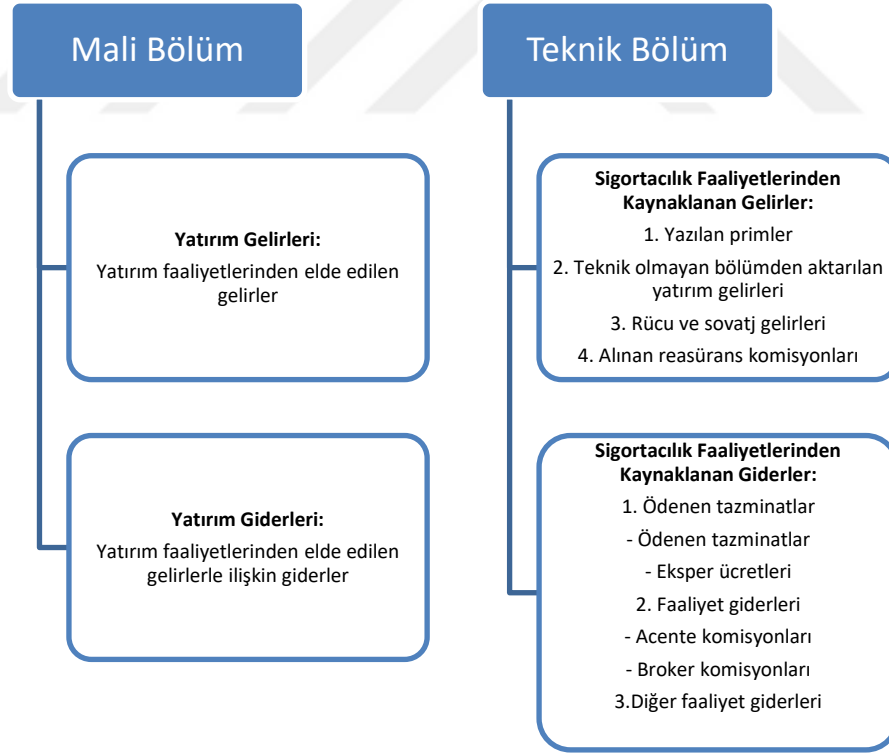 Mali Bölüm
Yatırım Gelirleri:
Yatırım faaliyetlerinden elde edilen
gelirler
Yatırım Giderleri:
Yatırım faaliyetlerinden elde edilen
gelirlerle ilişkin giderler
Teknik Bölüm
Sigortacılık Faaliyetlerinden
Kaynaklanan Gelirler:
1. Yazılan primler
2. Teknik olmayan bölümden aktarılan
yatırım gelirleri
3. Rücu ve sovatj gelirleri
4. Alınan reasürans komisyonları
Sigortacılık Faaliyetlerinden
Kaynaklanan Giderler:
1. Ödenen tazminatlar
- Ödenen tazminatlar
- Eksper ücretleri
2. Faaliyet giderleri
- Acente komisyonları
- Broker komisyonları
3.Diğer faaliyet giderleri